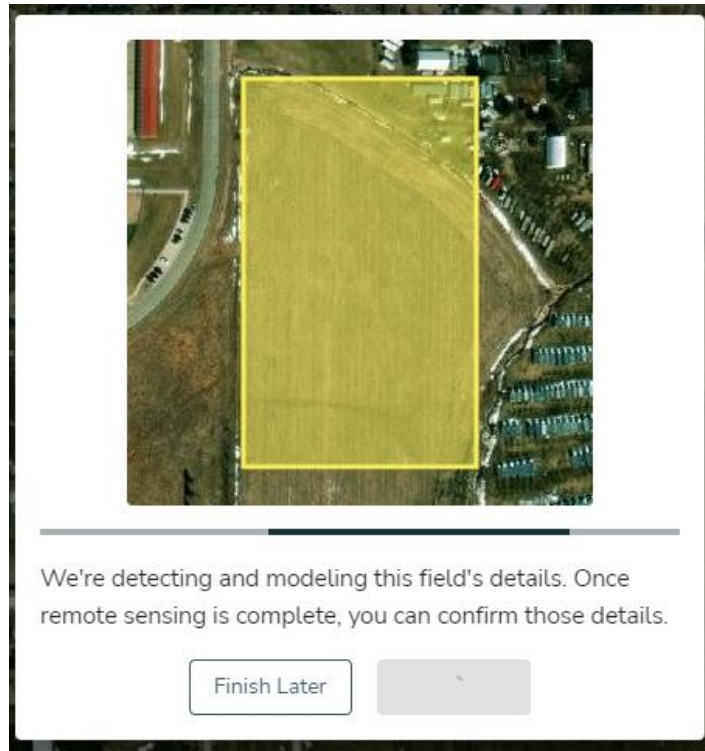 We're detecting and modeling this field's details. Once
remote sensing is complete, you can confirm those details.
Finish Later